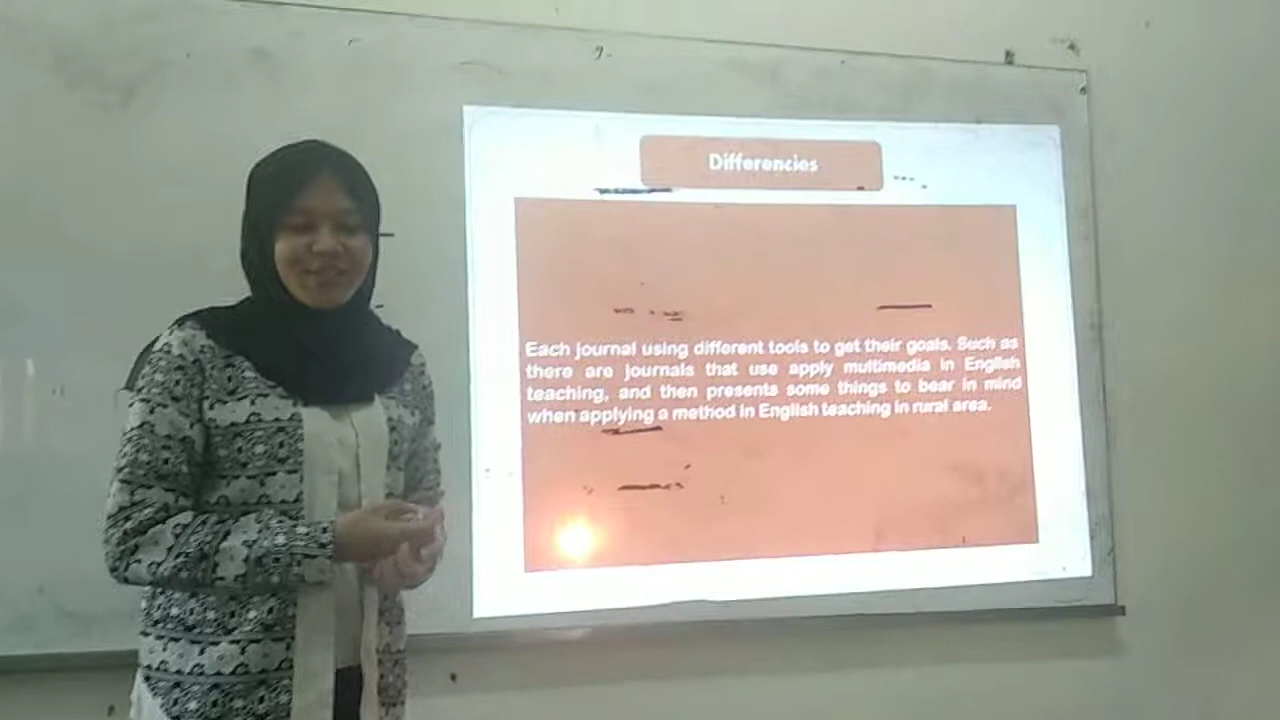 Differencies
Each journal using different tools to get their goals. Such as
there are journals that use apply multimedia in English
teaching, and then presents some things to bear in mind
when applying a method in English teaching in rural area.